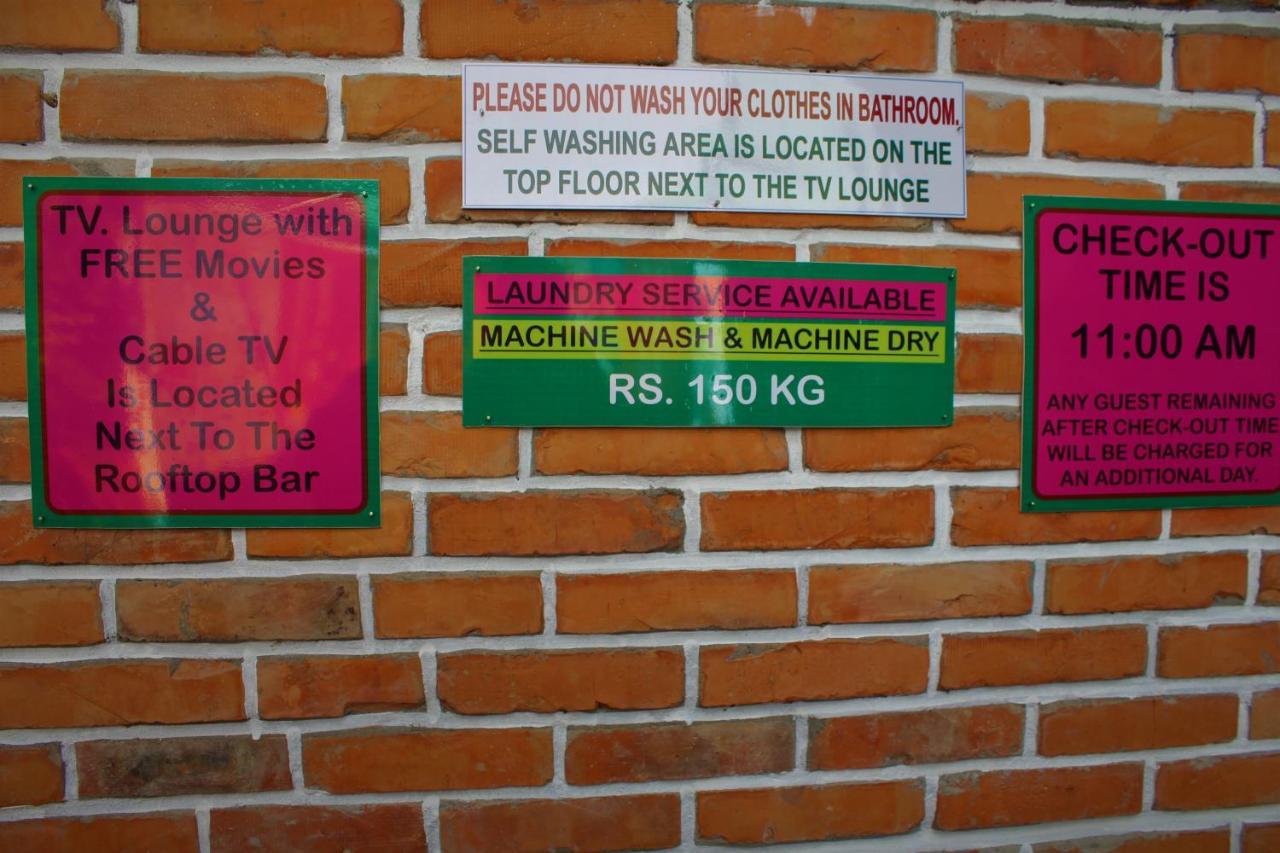 PLEASE DO NOT WASH YOUR CLOTHES IN BATHROOM.
SELF WASHING AREA IS LOCATED ON THE
TOP FLOOR NEXT TO THE TV LOUNGE
TV. Lounge with
FREE Movies
&
Cable TV
Is Located
Next To The
Rooftop Bar
LAUNDRY SERVICE AVAILABLE
MACHINE WASH & MACHINE DRY
RS. 150 KG
CHECK-OUT
TIME IS
11:00 AM
ANY GUEST REMAINING
AFTER CHECK-OUT TIME
WILL BE CHARGED FOR
AN ADDITIONAL DAY.